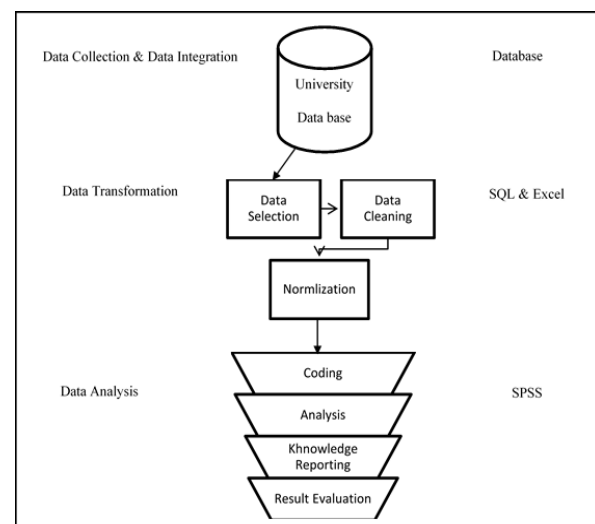 Data Collection & Data Integration
University
Data base
Database
Data Transformation
Data
Selection
Data
Cleaning
SQL & Excel
Normlization
Data Analysis
Coding
Analysis
Khnowledge
Reporting
Result Evaluation
SPSS